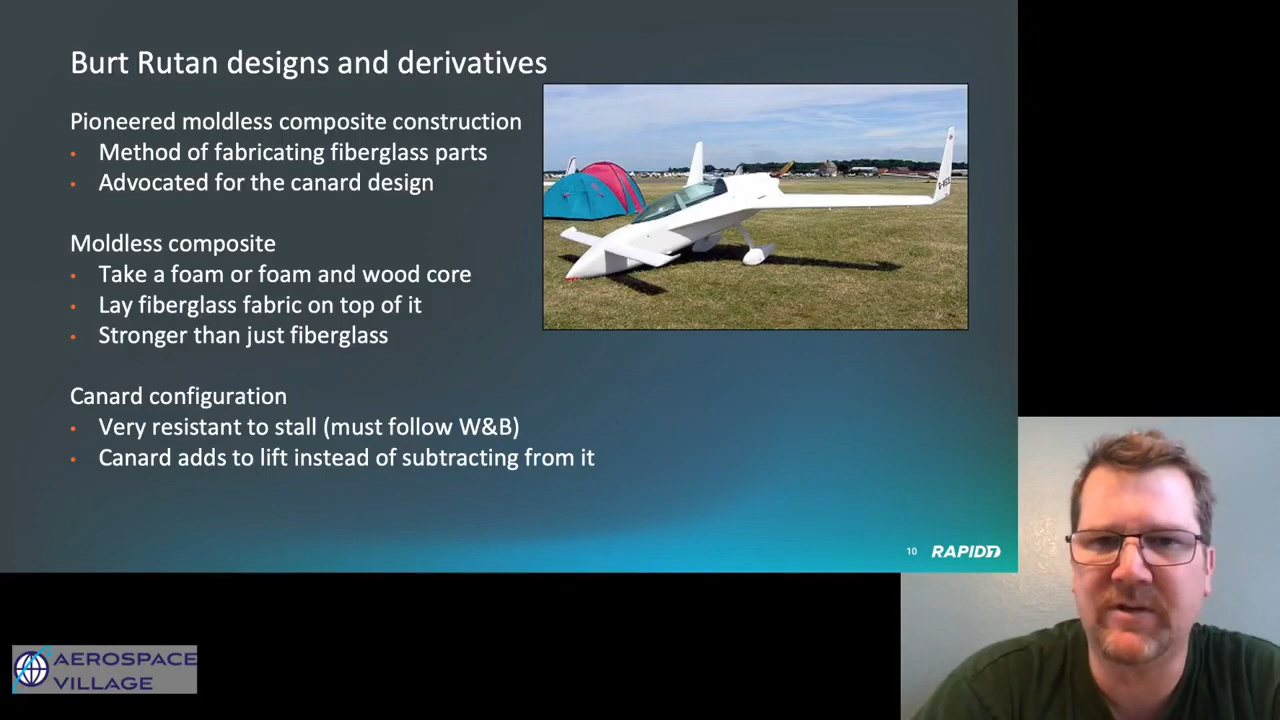 Burt Rutan designs and derivatives
Pioneered moldless composite construction
• Method of fabricating fiberglass parts
• Advocated for the canard design
Moldless composite
• Take a foam or foam and wood core
• Lay fiberglass fabric on top of it
• Stronger than just fiberglass
Canard configuration
• Very resistant to stall (must follow W&B)
• Canard adds to lift instead of subtracting from it
10 RAPID7
AEROSPACE
VILLAGE